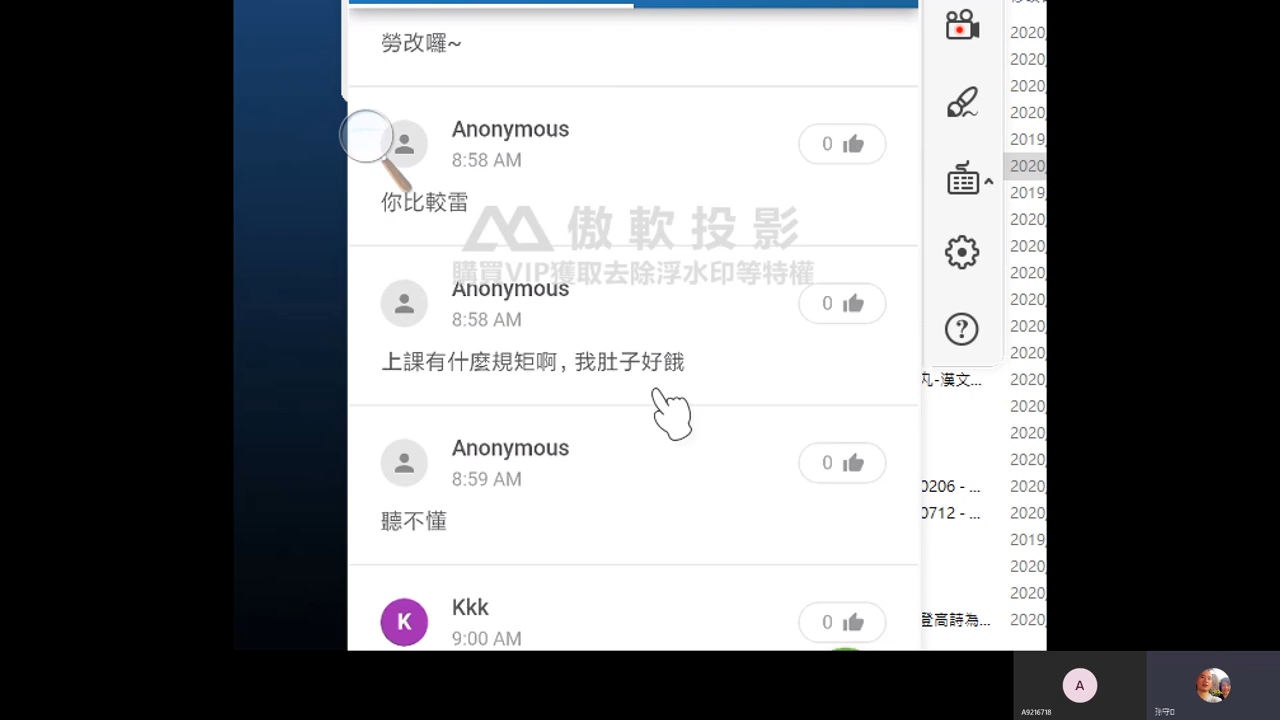 勞改囉~
Anonymous
8:58 AM
0
你比較雷
傲軟投影
購買VIP獲取去除浮水印等特權
Anonymous
8:58 AM
0
上課有什麼規矩啊，我肚子好餓
Anonymous
8:59 AM
0
聽不懂
K
Kkk
9:00 AM
0
2020
2020
2020
2020
2019
2020
2019
2020
2020
2020
2020
2020
2020
-漢文...
2020
2020
2020
2020
0206 - ...
2020
0712 - ...
2020
2019
2020
2020
登高詩為...
2020
A
A9216718